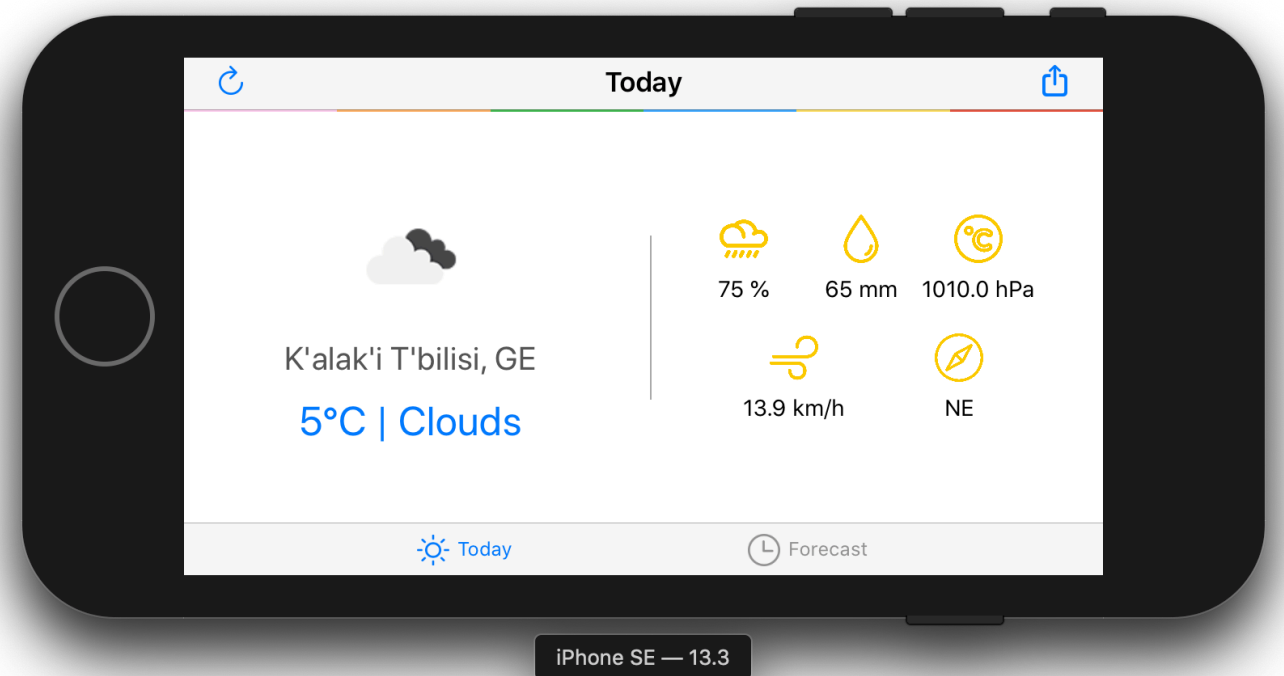 Today
K'alak'i T'bilisi, GE
5°C | Clouds
°C
75 %
65 mm
1010.0 hPa
13.9 km/h
NE
Today
Forecast
iPhone SE — 13.3